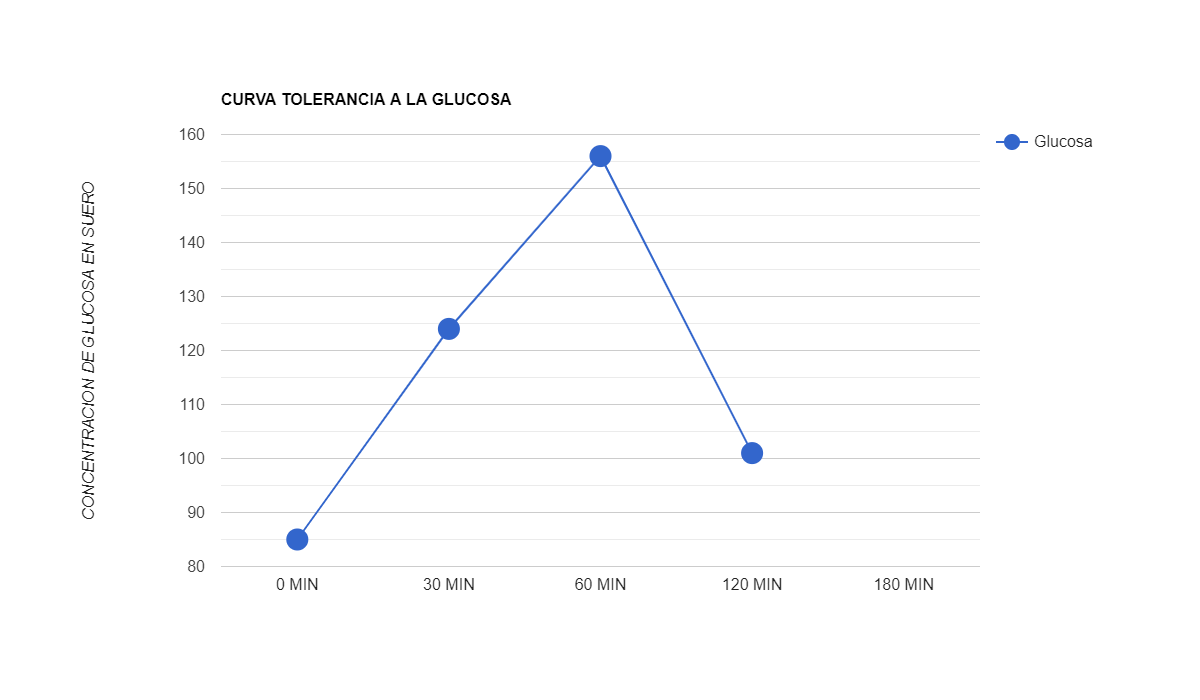 CURVA TOLERANCIA A LA GLUCOSA
CONCENTRACION DE GLUCOSA EN SUERO
160
150
140
130
120
110
100
90
80
0 MIN
30 MIN
60 MIN
120 MIN
180 MIN
Glucosa